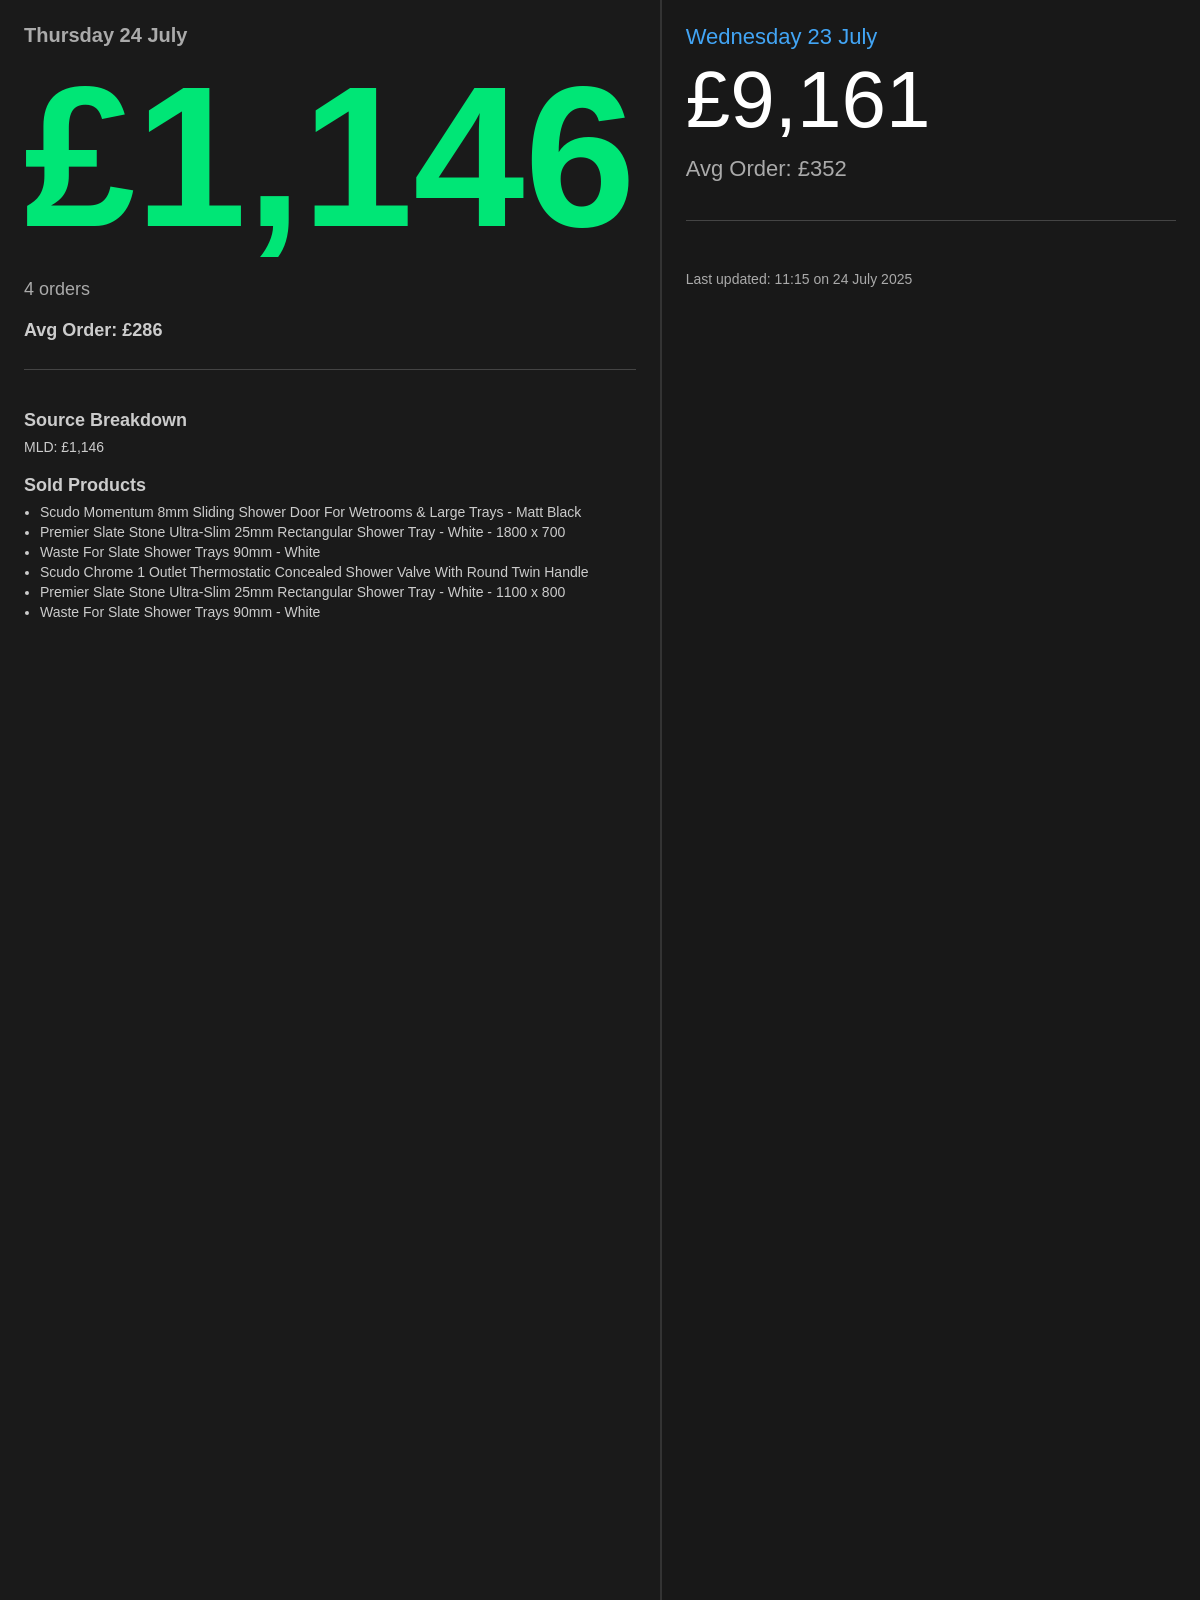 Thursday 24 July
£1,146
4 orders
Avg Order: £286
Source Breakdown
MLD: £1,146
Sold Products
• Scudo Momentum 8mm Sliding Shower Door For Wetrooms & Large Trays - Matt Black
• Premier Slate Stone Ultra-Slim 25mm Rectangular Shower Tray - White - 1800 x 700
• Waste For Slate Shower Trays 90mm - White
• Scudo Chrome 1 Outlet Thermostatic Concealed Shower Valve With Round Twin Handle
• Premier Slate Stone Ultra-Slim 25mm Rectangular Shower Tray - White - 1100 x 800
• Waste For Slate Shower Trays 90mm - White
Wednesday 23 July
£9,161
Avg Order: £352
Last updated: 11:15 on 24 July 2025